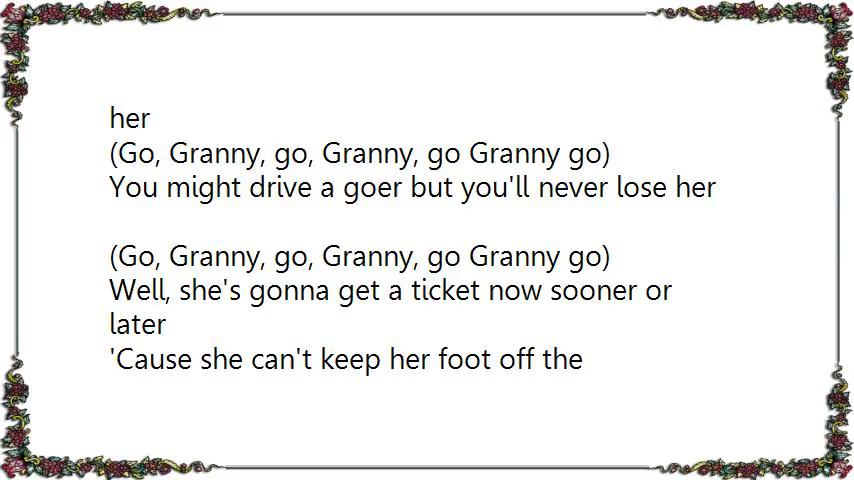 her
(Go, Granny, go, Granny, go Granny go)
You might drive a goer but you'll never lose her
(Go, Granny, go, Granny, go Granny go)
Well, she's gonna get a ticket now sooner or
later
'Cause she can't keep her foot off the